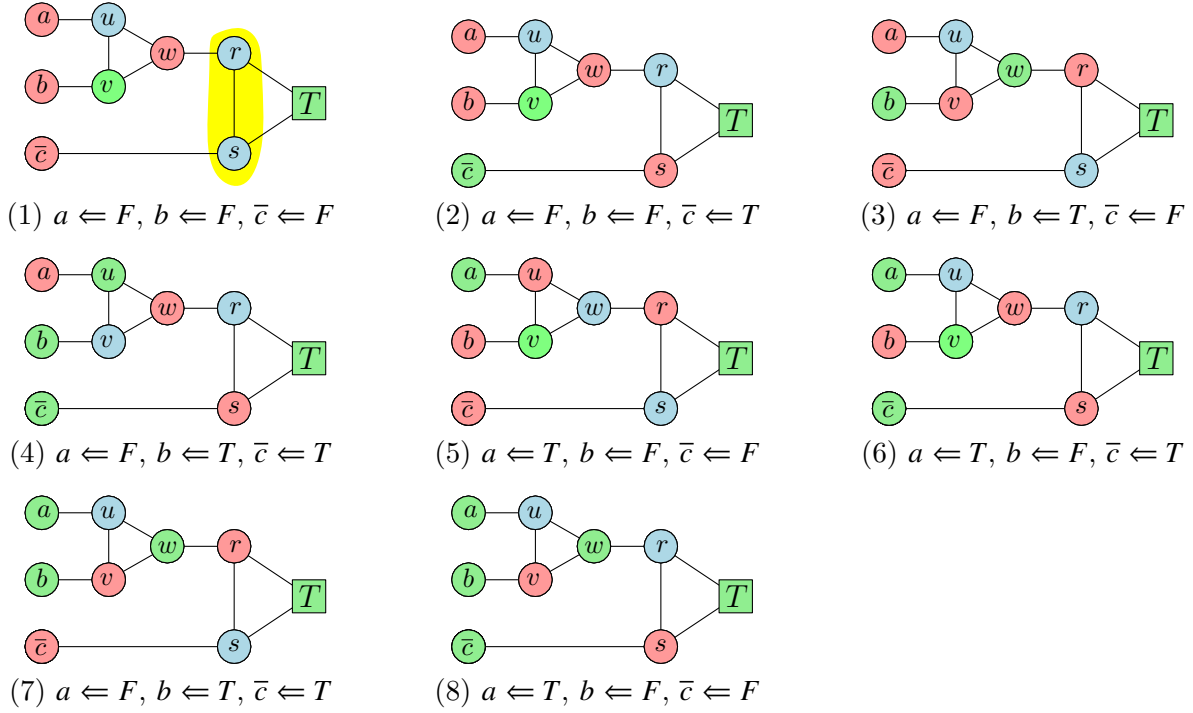 a u w r
b v T
c̅ s
(1) a ⇐ F, b ⇐ F, c̅ ⇐ F
a u w r
b v T
c̅ s
(2) a ⇐ F, b ⇐ F, c̅ ⇐ T
a u w r
b v T
c̅ s
(3) a ⇐ F, b ⇐ T, c̅ ⇐ F
a u w r
b v T
c̅ s
(4) a ⇐ F, b ⇐ T, c̅ ⇐ T
a u w r
b v T
c̅ s
(5) a ⇐ T, b ⇐ F, c̅ ⇐ F
a u w r
b v T
c̅ s
(6) a ⇐ T, b ⇐ F, c̅ ⇐ T
a u w r
b v T
c̅ s
(7) a ⇐ F, b ⇐ T, c̅ ⇐ T
a u w r
b v T
c̅ s
(8) a ⇐ T, b ⇐ F, c̅ ⇐ F